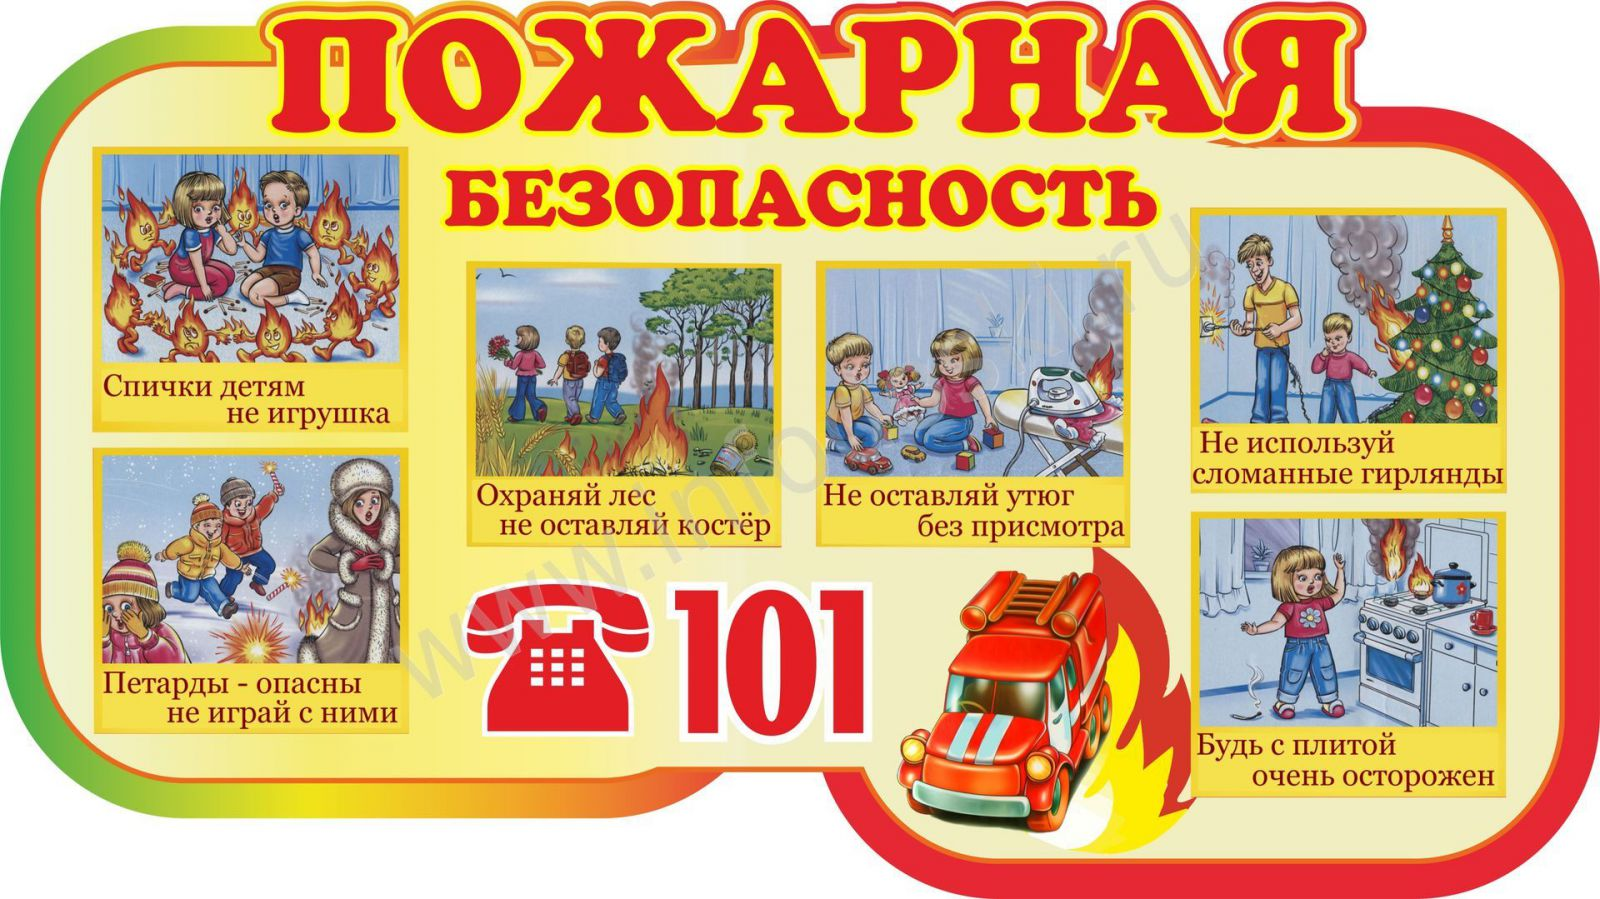 ПОЖАРНАЯ
БЕЗОПАСНОСТЬ
Спички детям
не игрушка
Петарды - опасны
не играй с ними
Охраняй лес
не оставляй костёр
Не оставляй утюг
без присмотра
101
Не используй
сломанные гирлянды
Будь с плитой
очень осторожен